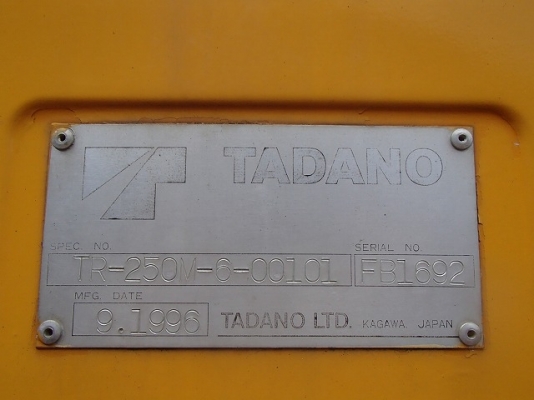 TADANO
SPEC. NO. SERIAL NO.
TR-250M-6-00101 FB1692
MFG. DATE
9.1996 TADANO LTD. KAGAWA JAPAN